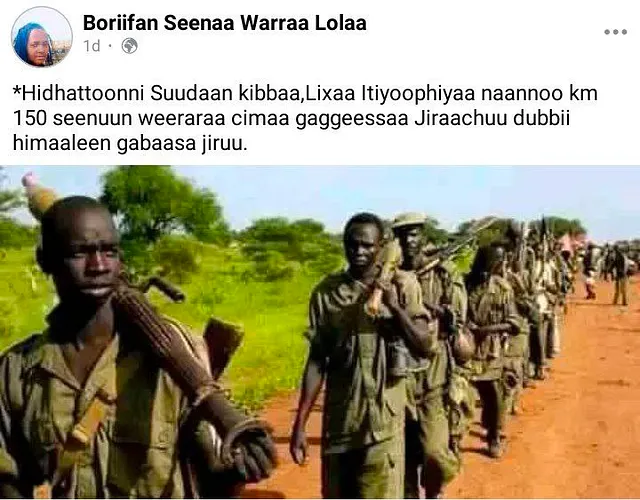 Boriifan Seenaa Warraa Lolaa
1d ·
*Hidhattoonni Suudaan kibbaa,Lixaa Itiyoophiyaa naannoo km
150 seenuun weeraraa cimaa gaggeessaa Jiraachuu dubbii
himaaleen gabaasa jiruu.